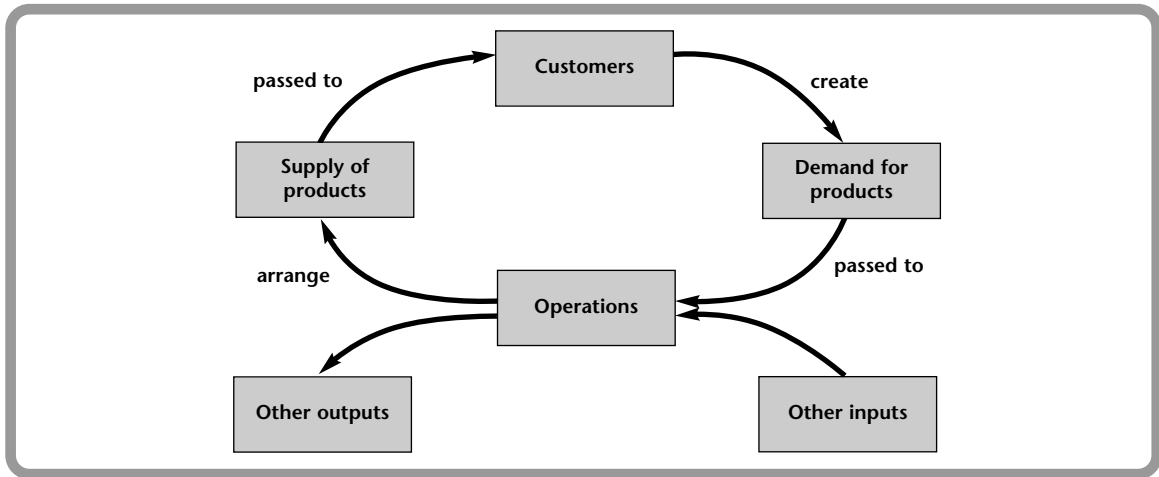 Customers
passed to
create
Supply of
products
Demand for
products
arrange
passed to
Operations
Other outputs
Other inputs